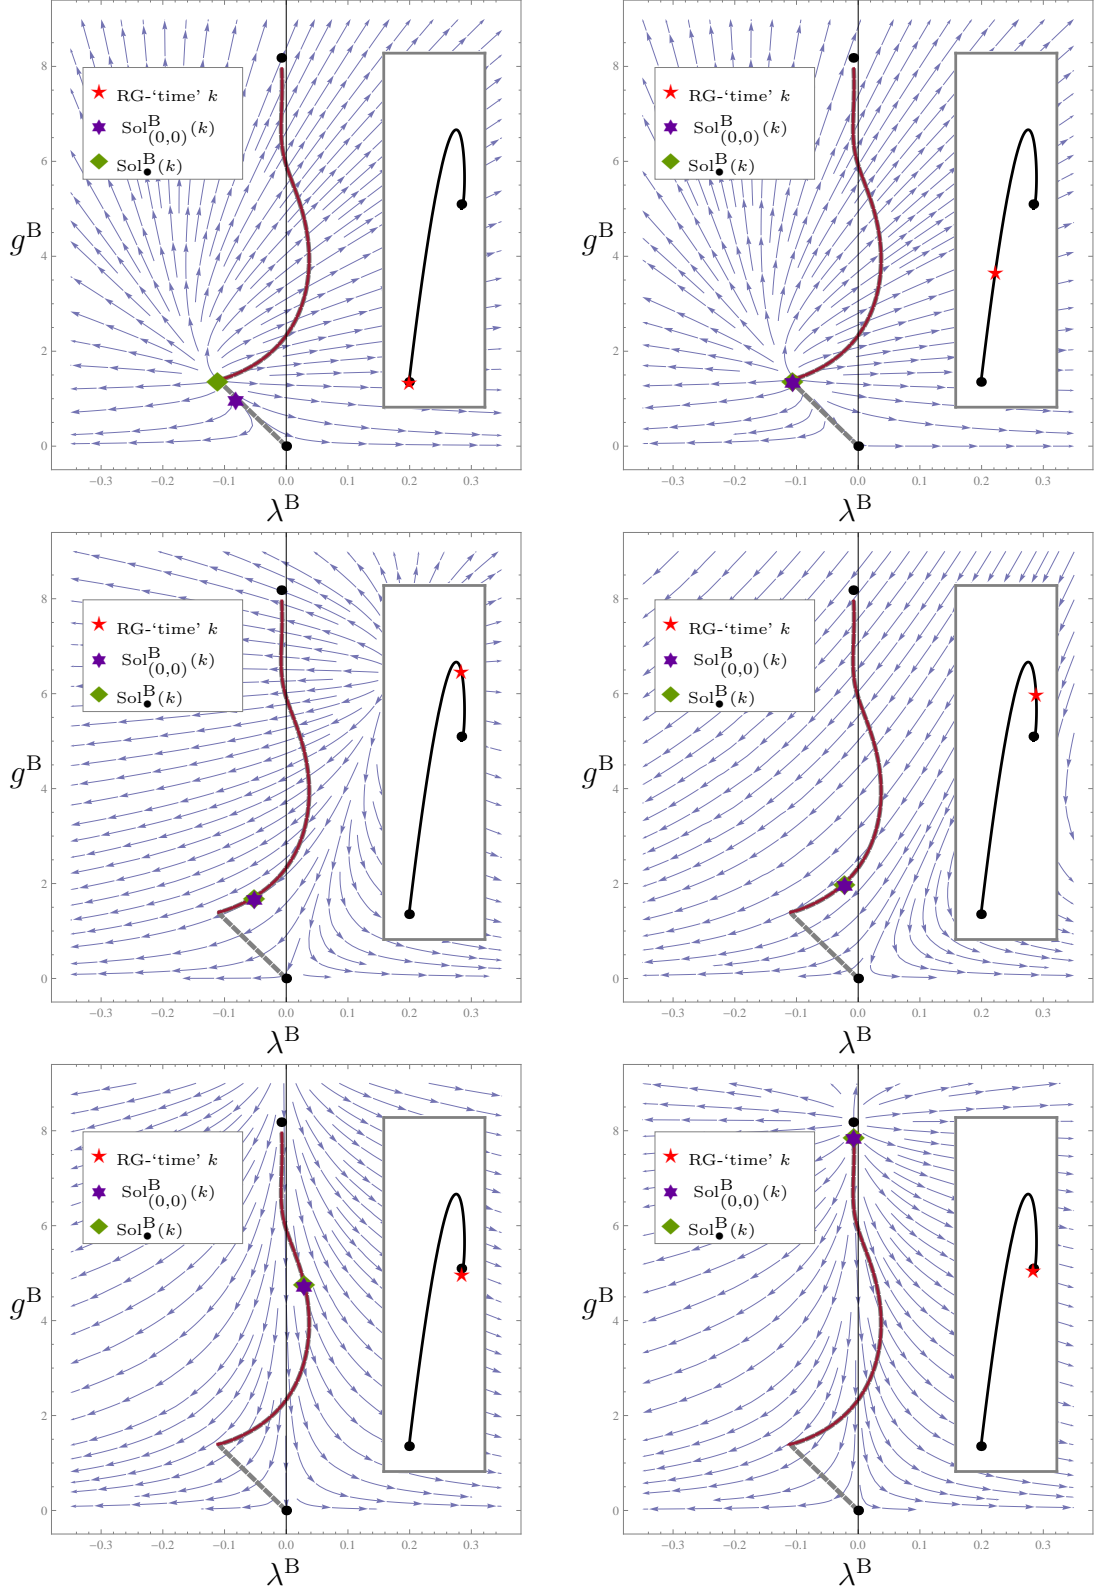 8
6
4
2
0
g^B
RG-‘time’ k
Sol^B_(0,0)(k)
Sol^B_•(k)
−0.3 −0.2 −0.1 0.0 0.1 0.2 0.3
λ^B
8
6
4
2
0
g^B
RG-‘time’ k
Sol^B_(0,0)(k)
Sol^B_•(k)
−0.3 −0.2 −0.1 0.0 0.1 0.2 0.3
λ^B
8
6
4
2
0
g^B
RG-‘time’ k
Sol^B_(0,0)(k)
Sol^B_•(k)
−0.3 −0.2 −0.1 0.0 0.1 0.2 0.3
λ^B
8
6
4
2
0
g^B
RG-‘time’ k
Sol^B_(0,0)(k)
Sol^B_•(k)
−0.3 −0.2 −0.1 0.0 0.1 0.2 0.3
λ^B
8
6
4
2
0
g^B
RG-‘time’ k
Sol^B_(0,0)(k)
Sol^B_•(k)
−0.3 −0.2 −0.1 0.0 0.1 0.2 0.3
λ^B
8
6
4
2
0
g^B
RG-‘time’ k
Sol^B_(0,0)(k)
Sol^B_•(k)
−0.3 −0.2 −0.1 0.0 0.1 0.2 0.3
λ^B